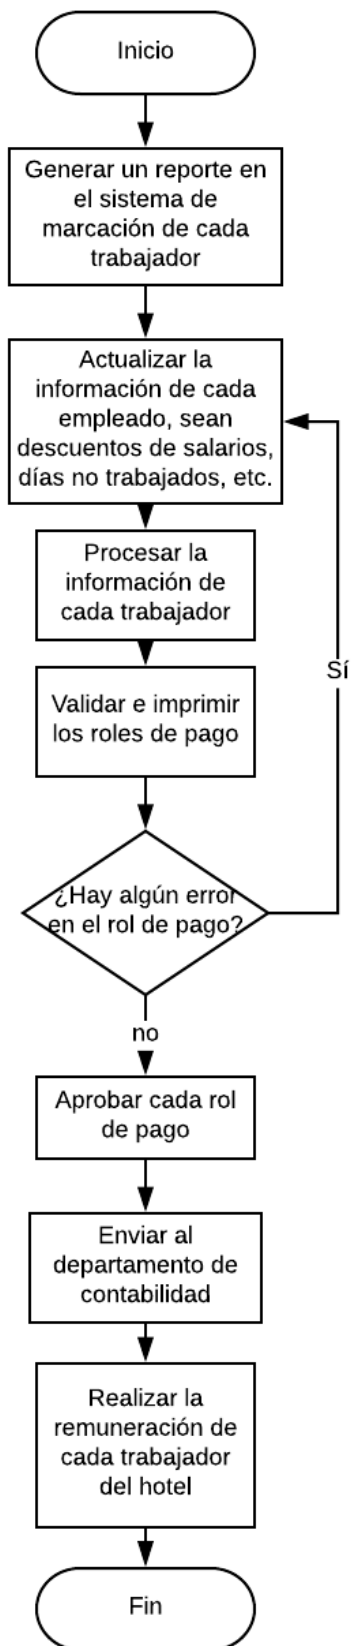 Inicio
Generar un reporte en
el sistema de
marcación de cada
trabajador
Actualizar la
información de cada
empleado, sean
descuentos de salarios,
días no trabajados, etc.
Procesar la
información de
cada trabajador
Validar e imprimir
los roles de pago
Sí
¿Hay algún error
en el rol de pago?
no
Aprobar cada rol
de pago
Enviar al
departamento de
contabilidad
Realizar la
remuneración de
cada trabajador
del hotel
Fin